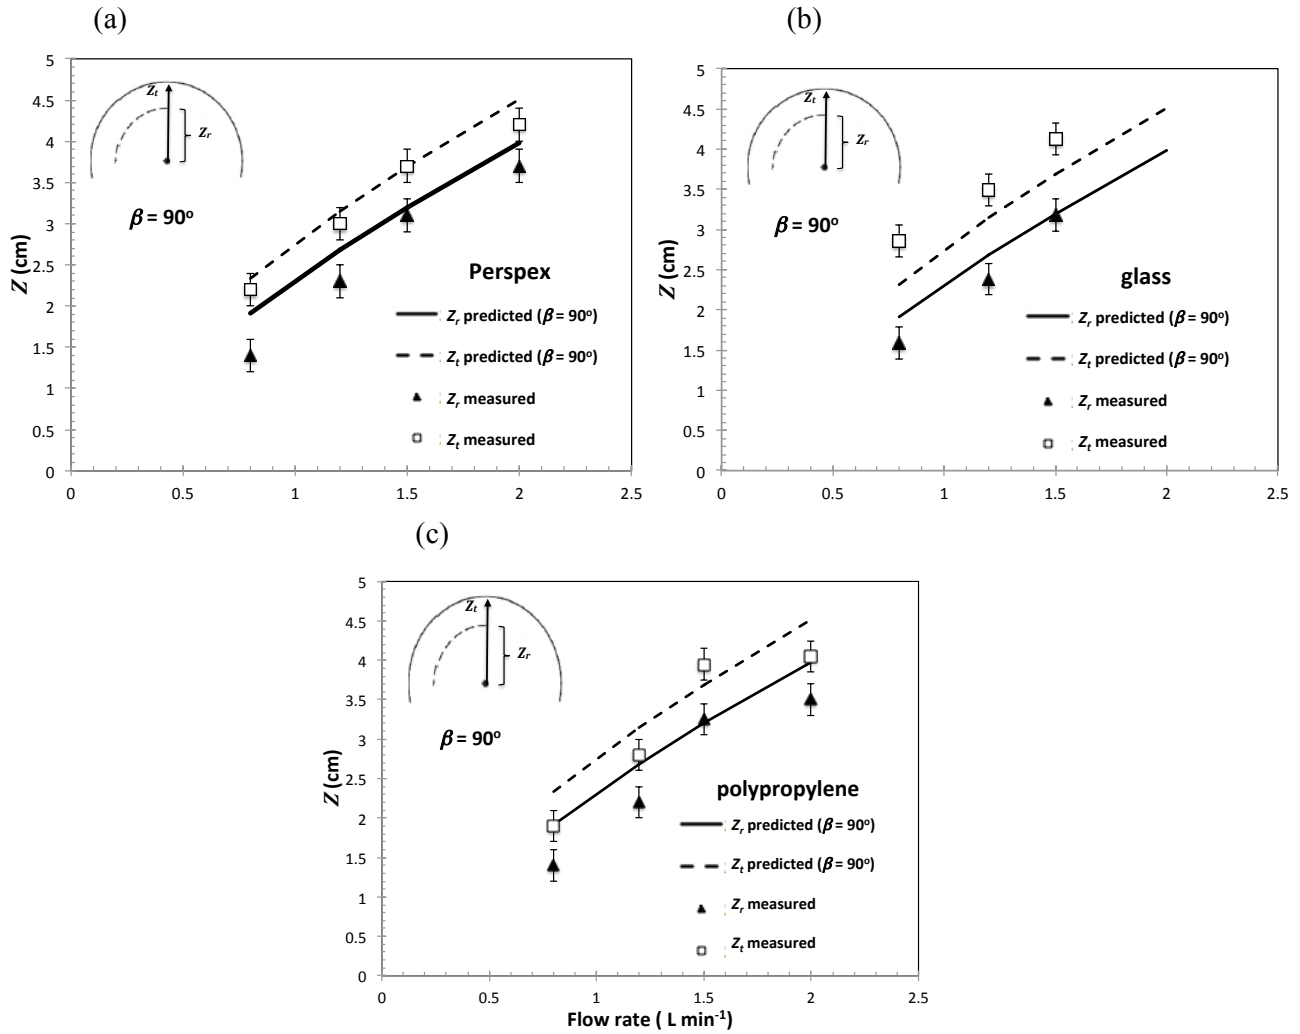 (a)
5
4.5
4
3.5
3
2.5
2
1.5
1
0.5
0
Z (cm)
Zt
Zr
β = 90o
Perspex
Zr predicted (β = 90o)
Zt predicted (β = 90o)
Zr measured
Zt measured
0 0.5 1 1.5 2 2.5
(b)
5
4.5
4
3.5
3
2.5
2
1.5
1
0.5
0
Z (cm)
Zt
Zr
β = 90o
glass
Zr predicted (β = 90o)
Zt predicted (β = 90o)
Zr measured
Zt measured
0 0.5 1 1.5 2 2.5
(c)
5
4.5
4
3.5
3
2.5
2
1.5
1
0.5
0
Z (cm)
Zt
Zr
β = 90o
polypropylene
Zr predicted (β = 90o)
Zt predicted (β = 90o)
Zr measured
Zt measured
0 0.5 1 1.5 2 2.5
Flow rate ( L min-1)